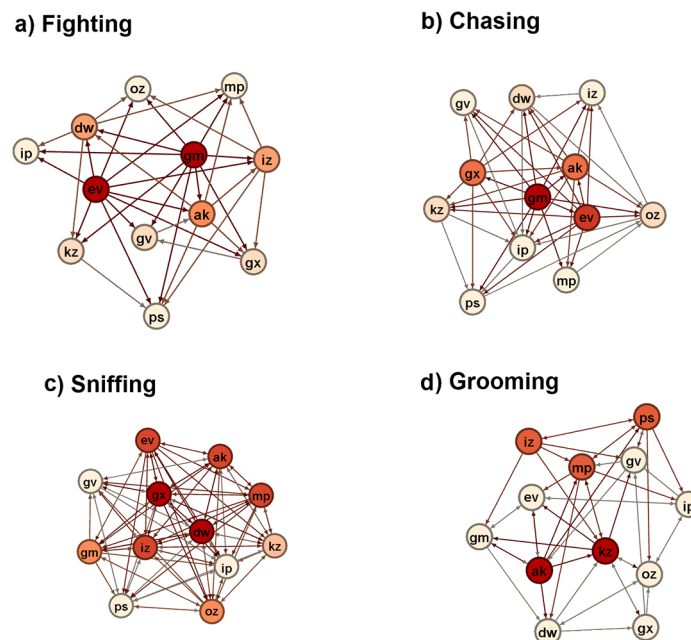 a) Fighting
b) Chasing
oz
mp
dw
ip
gm
iz
ev
ak
gv
kz
gx
ps
gv
dw
iz
gx
ak
gm
kz
ev
oz
ip
mp
ps
c) Sniffing
d) Grooming
ev
ak
gv
gx
mp
dw
gm
iz
kz
ip
ps
oz
ps
iz
gv
mp
ev
ip
gm
kz
ak
oz
dw
gx